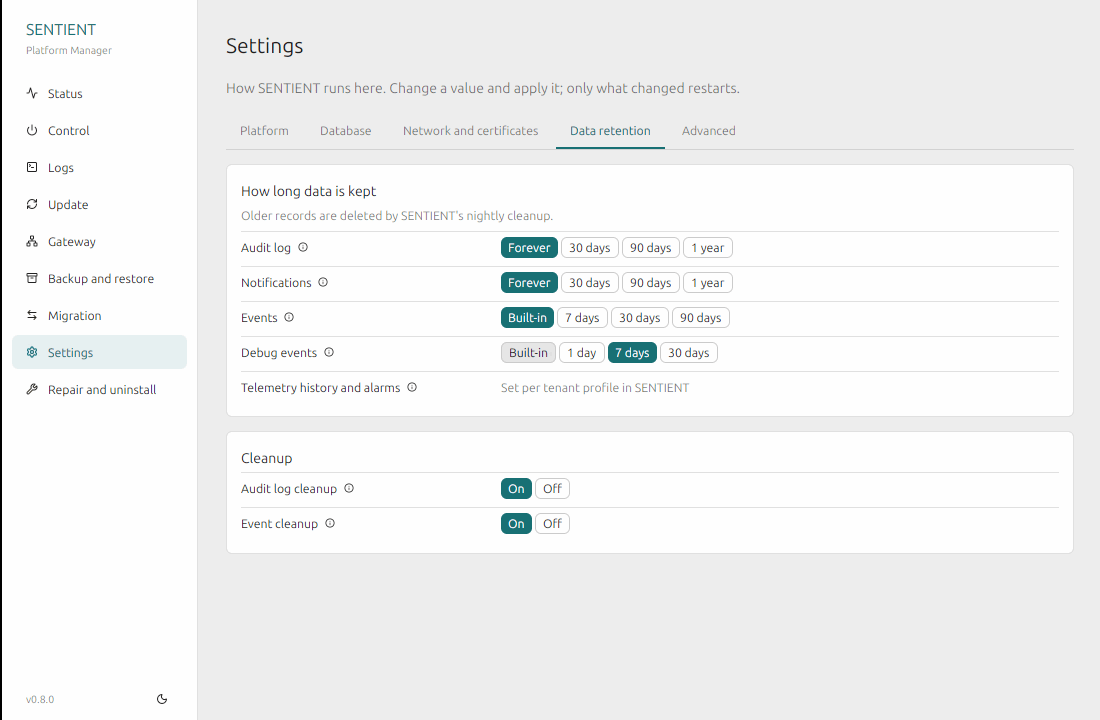 SENTIENT
Platform Manager
Status
Control
Logs
Update
Gateway
Backup and restore
Migration
Settings
Repair and uninstall
v0.8.0
Settings
How SENTIENT runs here. Change a value and apply it; only what changed restarts.
Platform Database Network and certificates Data retention Advanced
How long data is kept
Older records are deleted by SENTIENT's nightly cleanup.
Audit log Forever 30 days 90 days 1 year
Notifications Forever 30 days 90 days 1 year
Events Built-in 7 days 30 days 90 days
Debug events Built-in 1 day 7 days 30 days
Telemetry history and alarms Set per tenant profile in SENTIENT
Cleanup
Audit log cleanup On Off
Event cleanup On Off